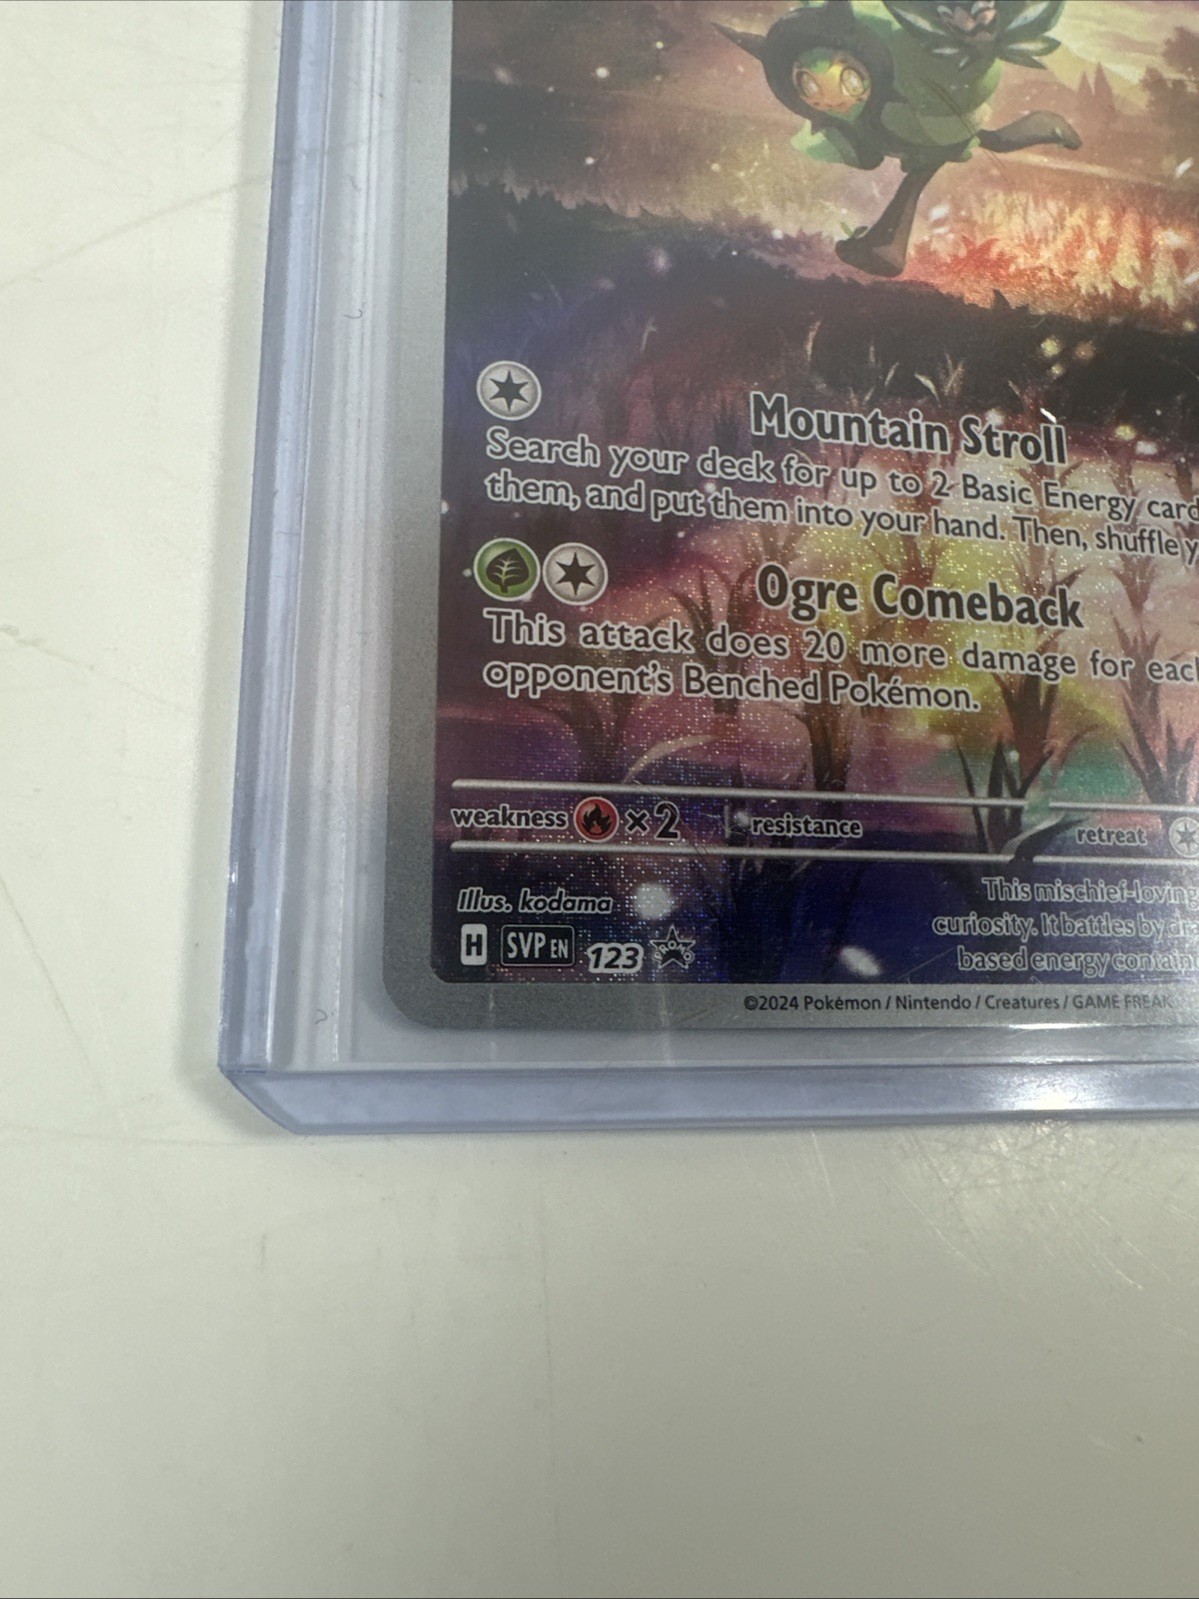 Mountain Stroll
Search your deck for up to 2 Basic Energy card
them, and put them into your hand. Then, shuffle y
Ogre Comeback
This attack does 20 more damage for each
opponent's Benched Pokémon.
weakness ×2 resistance retreat
Illus. kodama
This mischief-loving
curiosity. It battles by
H SVP EN 123 PROMO
based energy
©2024 Pokémon / Nintendo / Creatures / GAME FREAK